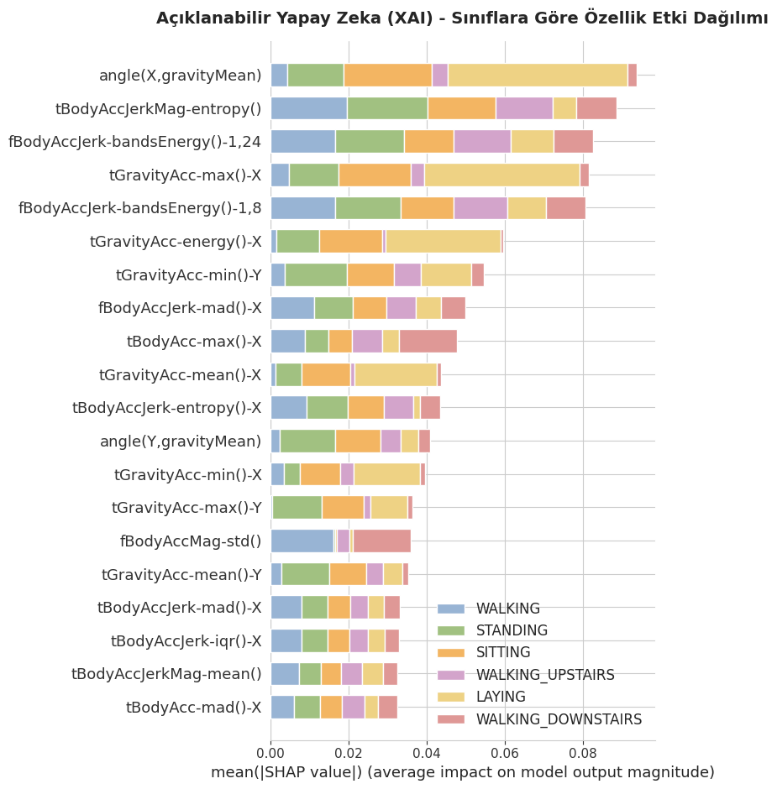 Açıklanabilir Yapay Zeka (XAI) - Sınıflara Göre Özellik Etki Dağılımı
angle(X,gravityMean)
tBodyAccJerkMag-entropy()
fBodyAccJerk-bandsEnergy()-1,24
tGravityAcc-max()-X
fBodyAccJerk-bandsEnergy()-1,8
tGravityAcc-energy()-X
tGravityAcc-min()-Y
fBodyAccJerk-mad()-X
tBodyAcc-max()-X
tGravityAcc-mean()-X
tBodyAccJerk-entropy()-X
angle(Y,gravityMean)
tGravityAcc-min()-X
tGravityAcc-max()-Y
fBodyAccMag-std()
tGravityAcc-mean()-Y
tBodyAccJerk-mad()-X
tBodyAccJerk-iqr()-X
tBodyAccJerkMag-mean()
tBodyAcc-mad()-X
WALKING
STANDING
SITTING
WALKING_UPSTAIRS
LAYING
WALKING_DOWNSTAIRS
0.00 0.02 0.04 0.06 0.08
mean(|SHAP value|) (average impact on model output magnitude)